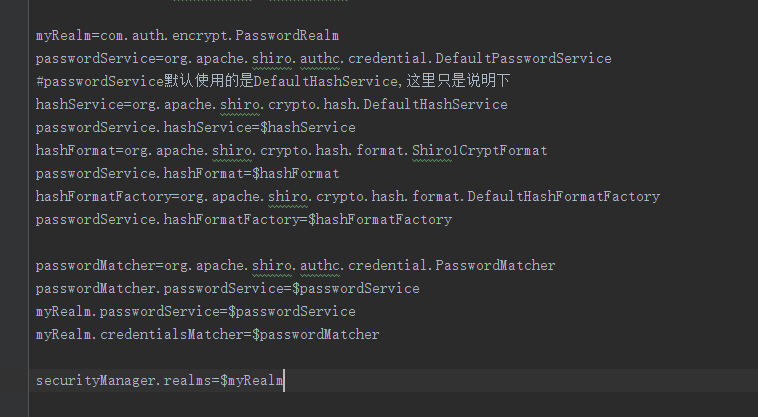 myRealm=com.auth.encrypt.PasswordRealm
passwordService=org.apache.shiro.authc.credential.DefaultPasswordService
#passwordService默认使用的是DefaultHashService,这里只是说明下
hashService=org.apache.shiro.crypto.hash.DefaultHashService
passwordService.hashService=$hashService
hashFormat=org.apache.shiro.crypto.hash.format.Shiro1CryptFormat
passwordService.hashFormat=$hashFormat
hashFormatFactory=org.apache.shiro.crypto.hash.format.DefaultHashFormatFactory
passwordService.hashFormatFactory=$hashFormatFactory
passwordMatcher=org.apache.shiro.authc.credential.PasswordMatcher
passwordMatcher.passwordService=$passwordService
myRealm.passwordService=$passwordService
myRealm.credentialsMatcher=$passwordMatcher
securityManager.realms=$myRealm